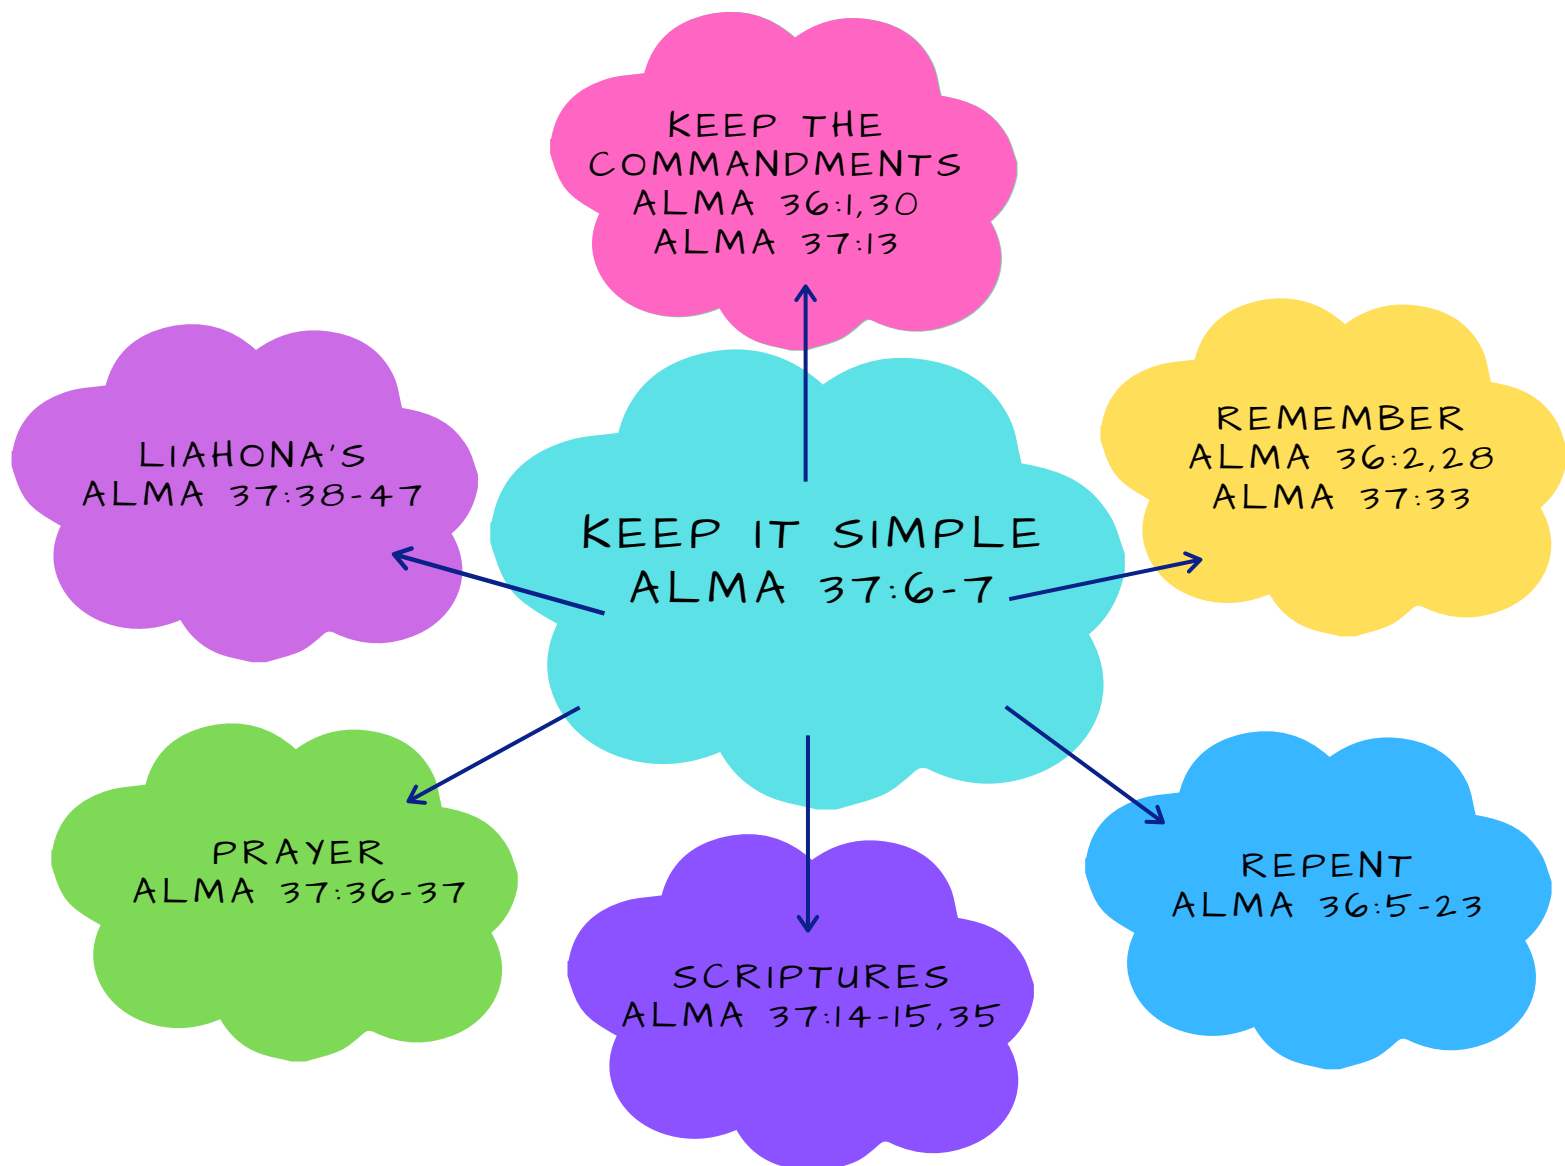 KEEP THE
COMMANDMENTS
ALMA 36:1,30
ALMA 37:13
LIAHONA'S
ALMA 37:38-47
REMEMBER
ALMA 36:2,28
ALMA 37:33
KEEP IT SIMPLE
ALMA 37:6-7
PRAYER
ALMA 37:36-37
REPENT
ALMA 36:5-23
SCRIPTURES
ALMA 37:14-15,35